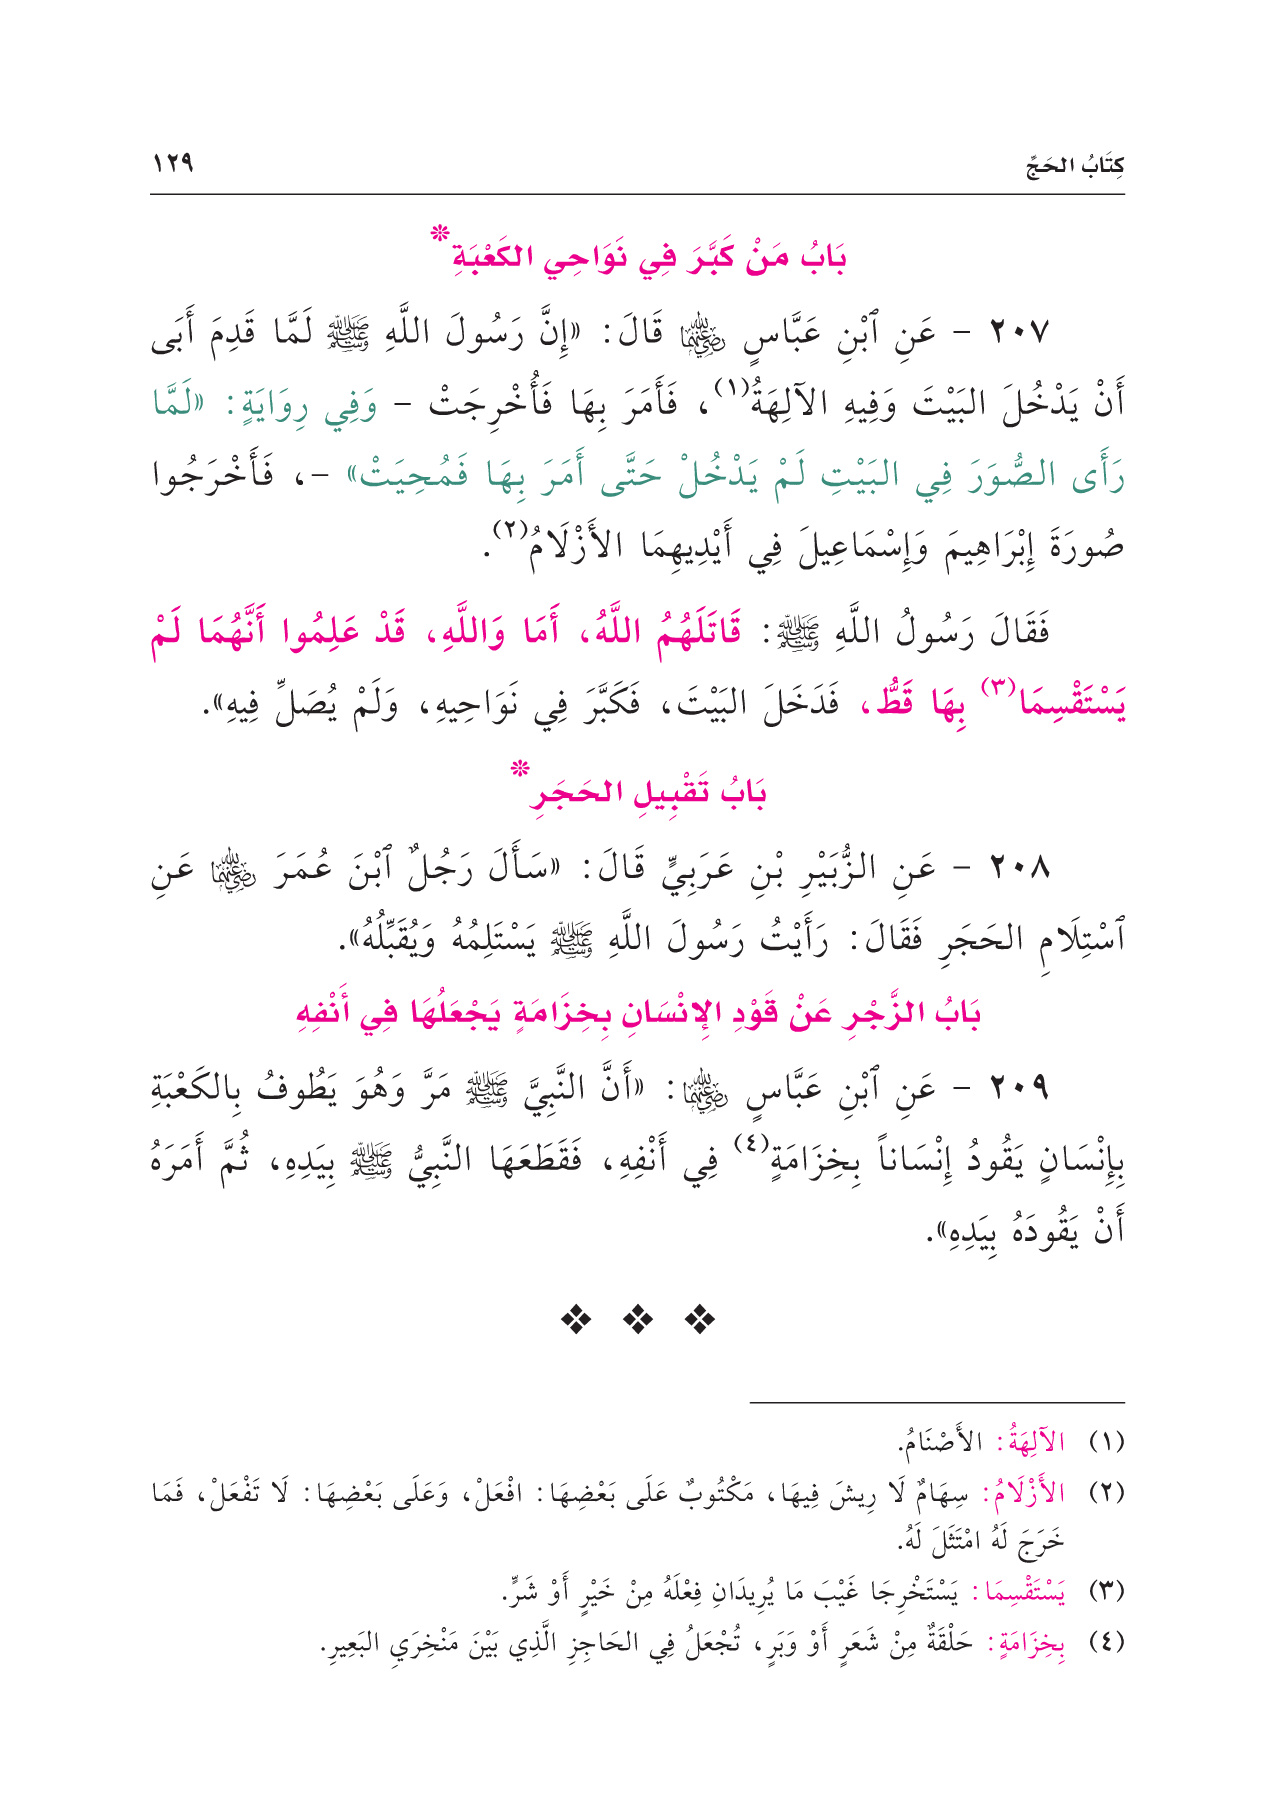 كِتَابُ الحَجِّ ١٢٩
بَابُ مَنْ كَبَّرَ فِي نَوَاحِي الكَعْبَةِ*
٢٠٧ - عَنِ ٱبْنِ عَبَّاسٍ رضي الله عنهما قَالَ: «إِنَّ رَسُولَ اللَّهِ ﷺ لَمَّا قَدِمَ أَبَى
أَنْ يَدْخُلَ البَيْتَ وَفِيهِ الآلِهَةُ(١)، فَأَمَرَ بِهَا فَأُخْرِجَتْ - وَفِي رِوَايَةٍ: «لَمَّا
رَأَى الصُّوَرَ فِي البَيْتِ لَمْ يَدْخُلْ حَتَّى أَمَرَ بِهَا فَمُحِيَتْ» -، فَأَخْرَجُوا
صُورَةَ إِبْرَاهِيمَ وَإِسْمَاعِيلَ فِي أَيْدِيهِمَا الأَزْلَامُ(٢).
فَقَالَ رَسُولُ اللَّهِ ﷺ: قَاتَلَهُمُ اللَّهُ، أَمَا وَاللَّهِ، قَدْ عَلِمُوا أَنَّهُمَا لَمْ
يَسْتَقْسِمَا(٣) بِهَا قَطُّ، فَدَخَلَ البَيْتَ، فَكَبَّرَ فِي نَوَاحِيهِ، وَلَمْ يُصَلِّ فِيهِ».
بَابُ تَقْبِيلِ الحَجَرِ*
٢٠٨ - عَنِ الزُّبَيْرِ بْنِ عَرَبِيٍّ قَالَ: «سَأَلَ رَجُلٌ ٱبْنَ عُمَرَ رضي الله عنهما عَنِ
ٱسْتِلَامِ الحَجَرِ فَقَالَ: رَأَيْتُ رَسُولَ اللَّهِ ﷺ يَسْتَلِمُهُ وَيُقَبِّلُهُ».
بَابُ الزَّجْرِ عَنْ قَوْدِ الإِنْسَانِ بِخِزَامَةٍ يَجْعَلُهَا فِي أَنْفِهِ
٢٠٩ - عَنِ ٱبْنِ عَبَّاسٍ رضي الله عنهما: «أَنَّ النَّبِيَّ ﷺ مَرَّ وَهُوَ يَطُوفُ بِالكَعْبَةِ
بِإِنْسَانٍ يَقُودُ إِنْسَاناً بِخِزَامَةٍ(٤) فِي أَنْفِهِ، فَقَطَعَهَا النَّبِيُّ ﷺ بِيَدِهِ، ثُمَّ أَمَرَهُ
أَنْ يَقُودَهُ بِيَدِهِ».
(١) الآلِهَةُ: الأَصْنَامُ.
(٢) الأَزْلَامُ: سِهَامٌ لَا رِيشَ فِيهَا، مَكْتُوبٌ عَلَى بَعْضِهَا: افْعَلْ، وَعَلَى بَعْضِهَا: لَا تَفْعَلْ، فَمَا
خَرَجَ لَهُ امْتَثَلَ لَهُ.
(٣) يَسْتَقْسِمَا: يَسْتَخْرِجَا غَيْبَ مَا يُرِيدَانِ فِعْلَهُ مِنْ خَيْرٍ أَوْ شَرٍّ.
(٤) بِخِزَامَةٍ: حَلْقَةٌ مِنْ شَعَرٍ أَوْ وَبَرٍ، تُجْعَلُ فِي الحَاجِزِ الَّذِي بَيْنَ مَنْخِرَيِ البَعِيرِ.